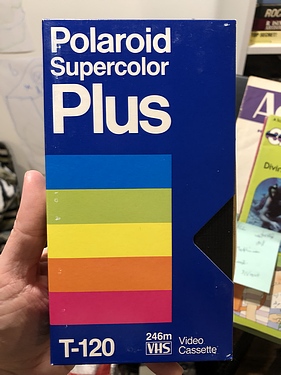 Polaroid
Supercolor
Plus
T-120
246m
VHS
Video
Cassette